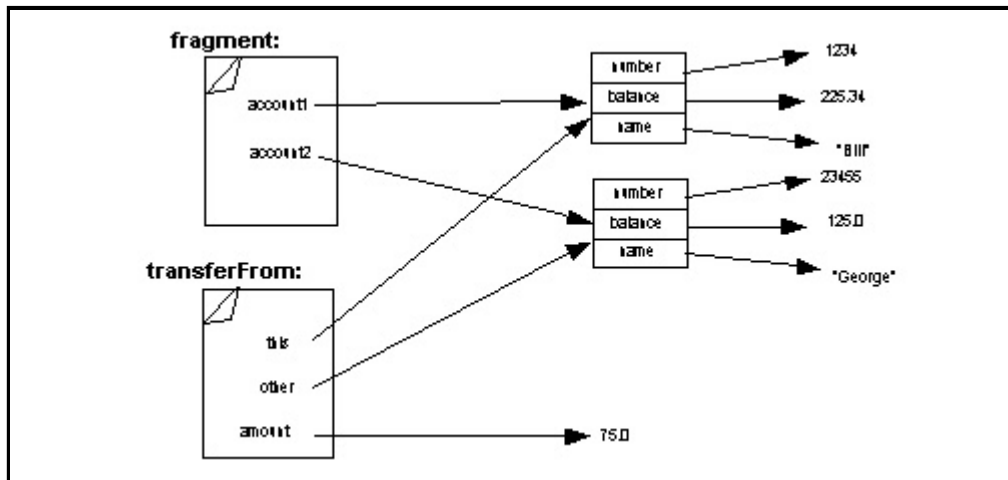 fragment:
account1
account2
number
balance
name
1234
225.34
"Bill"
number
balance
name
23455
125.0
"George"
transferFrom:
this
other
amount
75.0